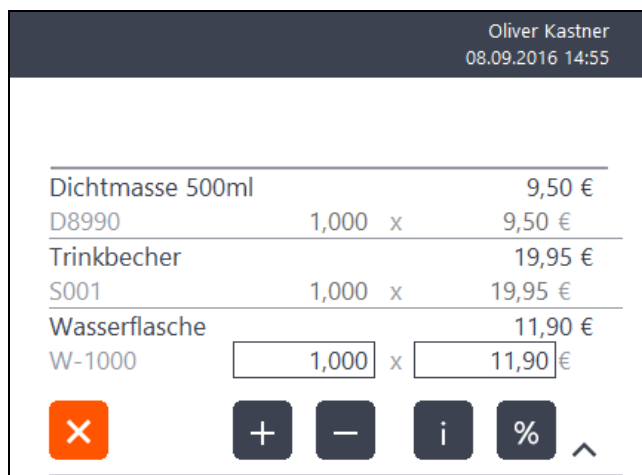 Oliver Kastner
08.09.2016 14:55
Dichtmasse 500ml 9,50 €
D8990 1,000 x 9,50 €
Trinkbecher 19,95 €
S001 1,000 x 19,95 €
Wasserflasche 11,90 €
W-1000 1,000 x 11,90 €
+ − i %